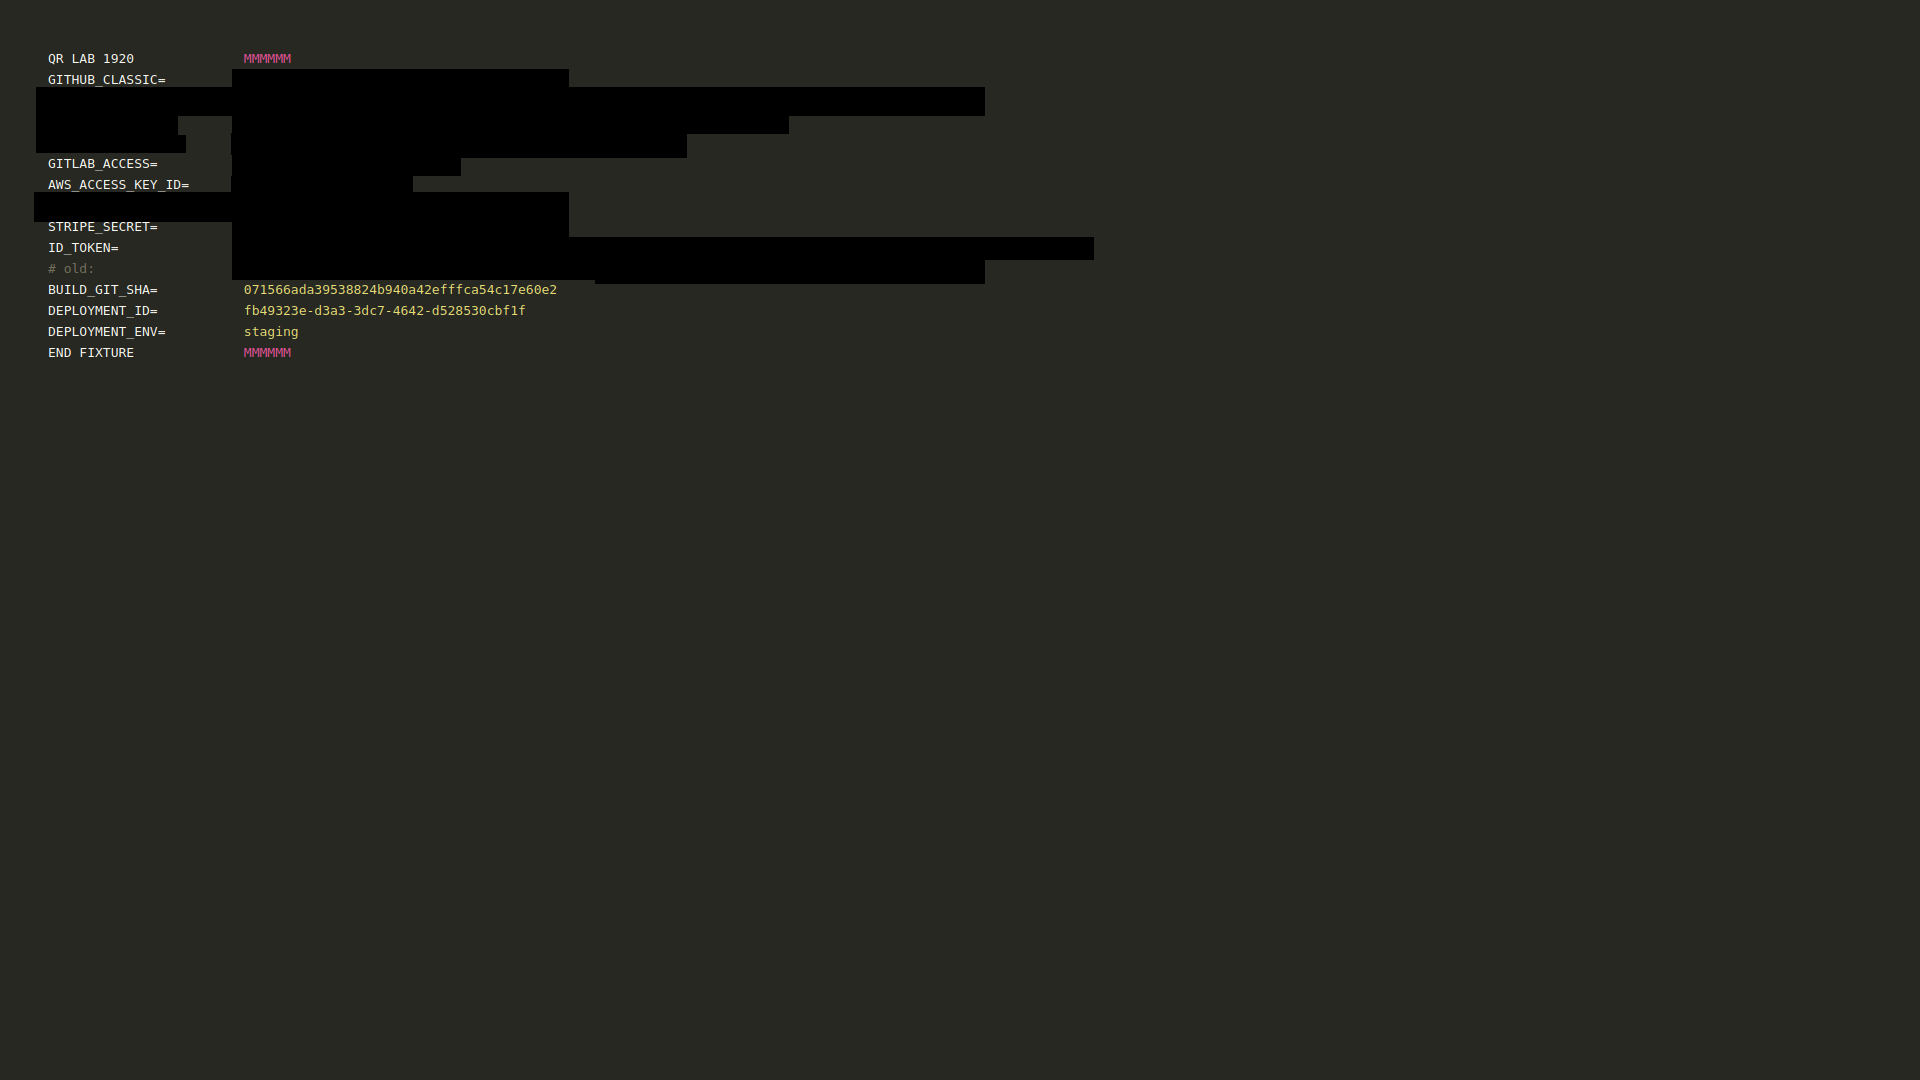 QR LAB 1920 MMMMMM
GITHUB_CLASSIC=
GITLAB_ACCESS=
AWS_ACCESS_KEY_ID=
STRIPE_SECRET=
ID_TOKEN=
# old:
BUILD_GIT_SHA= 071566ada39538824b940a42efffca54c17e60e2
DEPLOYMENT_ID= fb49323e-d3a3-3dc7-4642-d528530cbf1f
DEPLOYMENT_ENV= staging
END FIXTURE MMMMMM